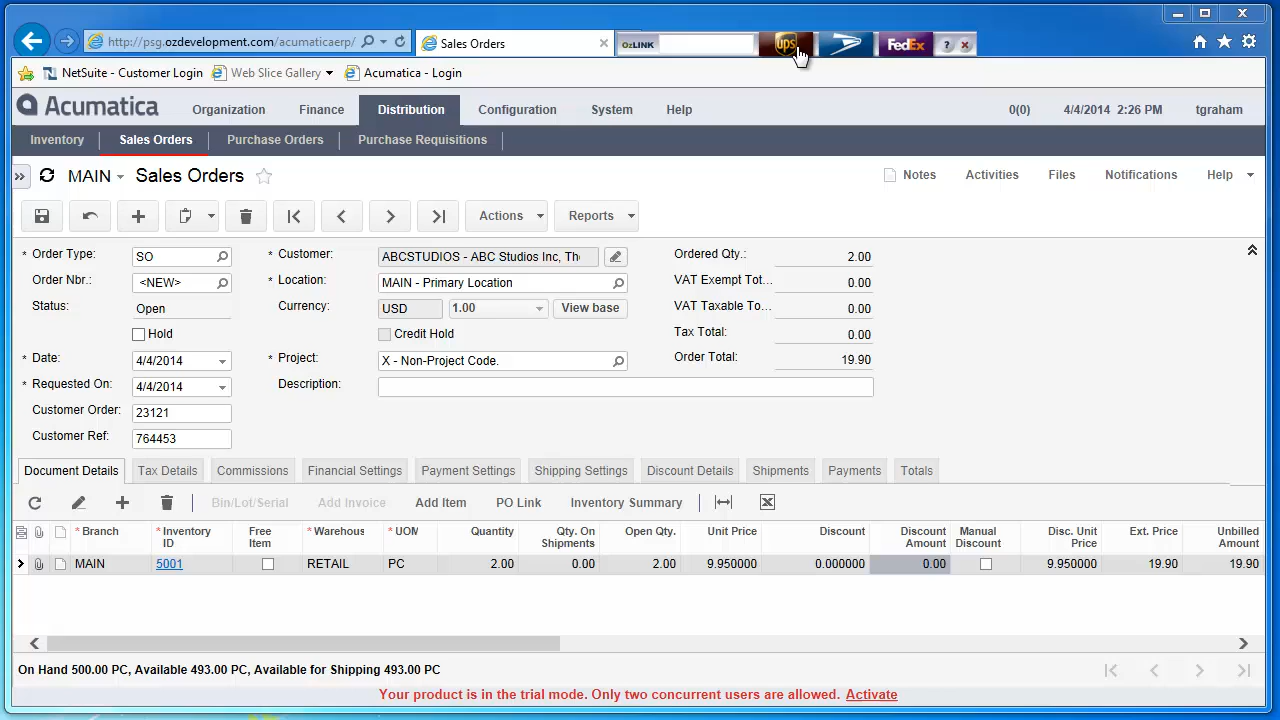 http://psg.ozdevelopment.com/acumaticaerp/ Sales Orders OZLINK ups FedEx ?
NetSuite - Customer Login Web Slice Gallery Acumatica - Login
Acumatica Organization Finance Distribution Configuration System Help 0(0) 4/4/2014 2:26 PM tgraham
Inventory Sales Orders Purchase Orders Purchase Requisitions
MAIN Sales Orders Notes Activities Files Notifications Help
Actions Reports
* Order Type: SO * Customer: ABCSTUDIOS - ABC Studios Inc, Th Ordered Qty.: 2.00
Order Nbr.: <NEW> * Location: MAIN - Primary Location VAT Exempt Tot... 0.00
Status: Open Currency: USD 1.00 View base VAT Taxable To... 0.00
Hold Credit Hold Tax Total: 0.00
* Date: 4/4/2014 * Project: X - Non-Project Code. Order Total: 19.90
* Requested On: 4/4/2014 Description:
Customer Order: 23121
Customer Ref: 764453
Document Details Tax Details Commissions Financial Settings Payment Settings Shipping Settings Discount Details Shipments Payments Totals
Bin/Lot/Serial Add Invoice Add Item PO Link Inventory Summary
* Branch * Inventory ID Free Item * Warehous * UOM Quantity Qty. On Shipments Open Qty. Unit Price Discount Discount Amount Manual Discount Disc. Unit Price Ext. Price Unbilled Amount
MAIN 5001 RETAIL PC 2.00 0.00 2.00 9.950000 0.000000 0.00 9.950000 19.90 19.90
On Hand 500.00 PC, Available 493.00 PC, Available for Shipping 493.00 PC
Your product is in the trial mode. Only two concurrent users are allowed. Activate